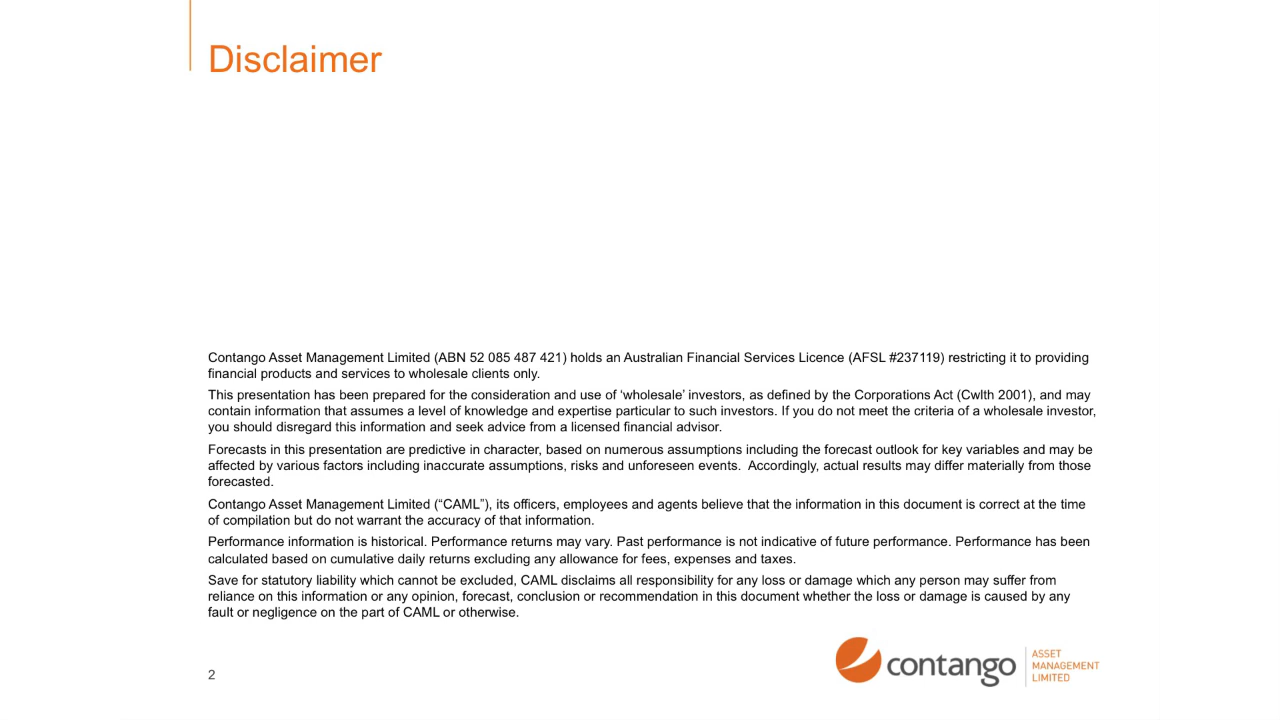 Disclaimer
Contango Asset Management Limited (ABN 52 085 487 421) holds an Australian Financial Services Licence (AFSL #237119) restricting it to providing
financial products and services to wholesale clients only.
This presentation has been prepared for the consideration and use of ‘wholesale’ investors, as defined by the Corporations Act (Cwlth 2001), and may
contain information that assumes a level of knowledge and expertise particular to such investors. If you do not meet the criteria of a wholesale investor,
you should disregard this information and seek advice from a licensed financial advisor.
Forecasts in this presentation are predictive in character, based on numerous assumptions including the forecast outlook for key variables and may be
affected by various factors including inaccurate assumptions, risks and unforeseen events.  Accordingly, actual results may differ materially from those
forecasted.
Contango Asset Management Limited (“CAML”), its officers, employees and agents believe that the information in this document is correct at the time
of compilation but do not warrant the accuracy of that information.
Performance information is historical. Performance returns may vary. Past performance is not indicative of future performance. Performance has been
calculated based on cumulative daily returns excluding any allowance for fees, expenses and taxes.
Save for statutory liability which cannot be excluded, CAML disclaims all responsibility for any loss or damage which any person may suffer from
reliance on this information or any opinion, forecast, conclusion or recommendation in this document whether the loss or damage is caused by any
fault or negligence on the part of CAML or otherwise.
2
contango
ASSET
MANAGEMENT
LIMITED